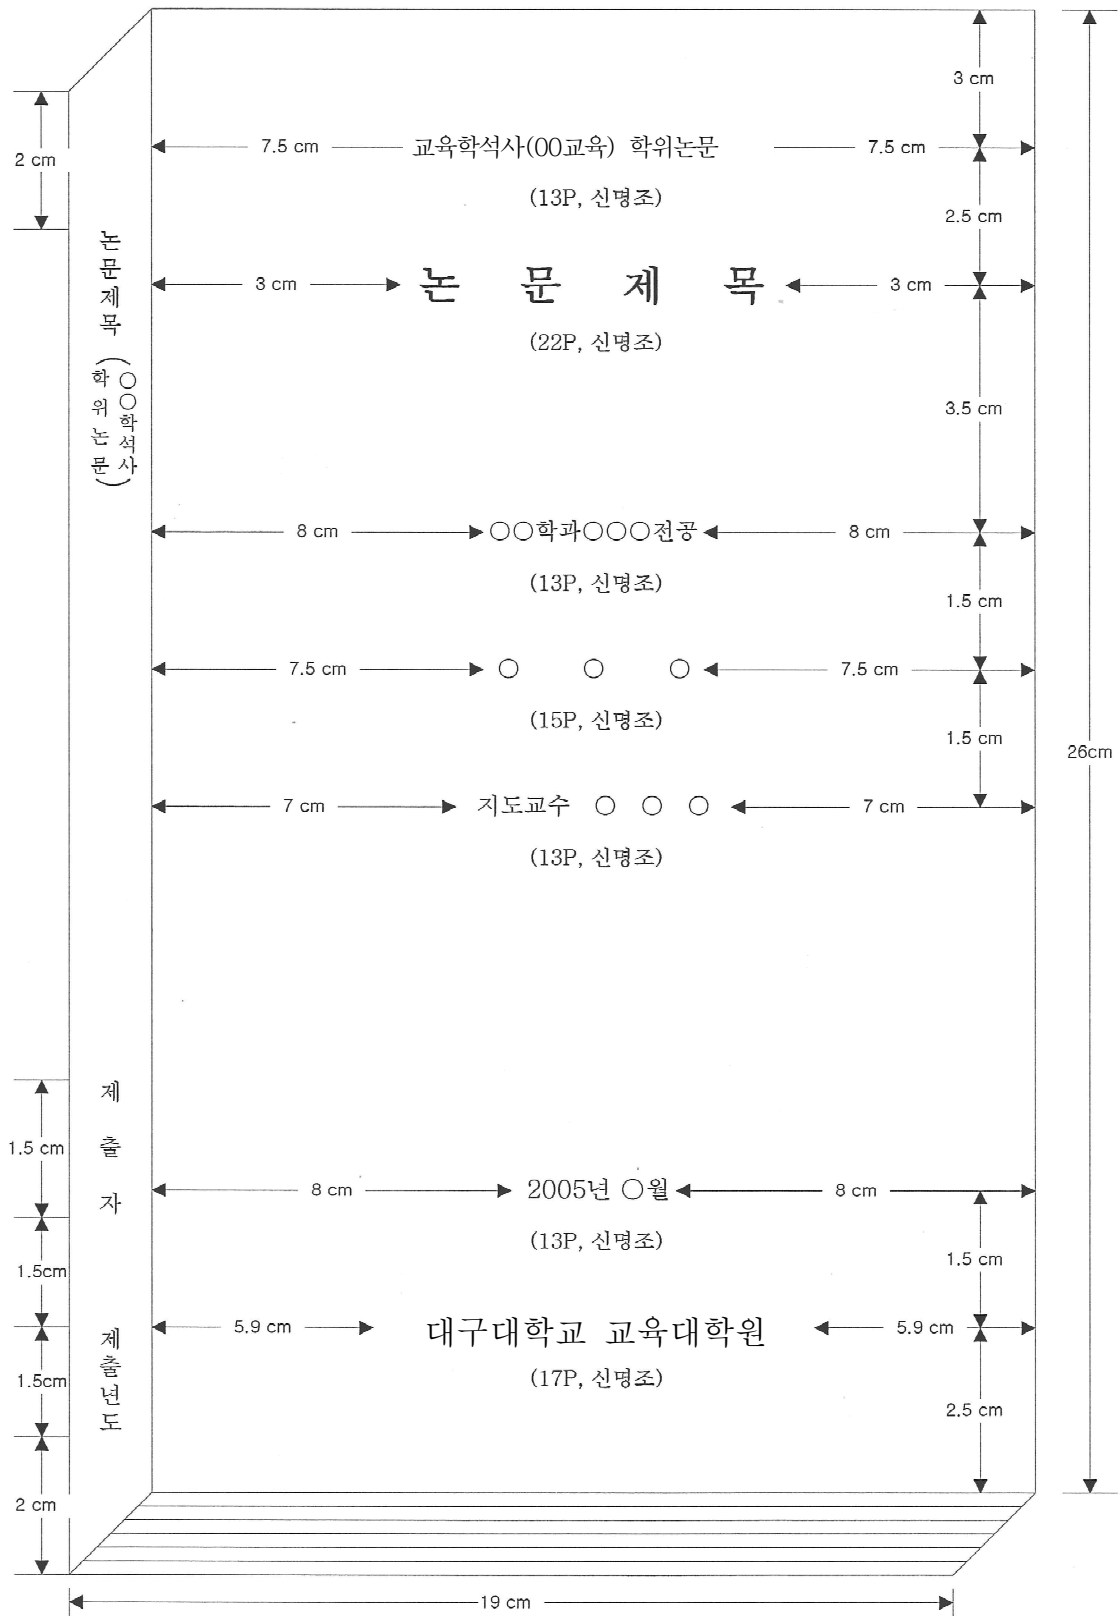 3 cm
2 cm
7.5 cm 교육학석사(00교육) 학위논문 7.5 cm
(13P, 신명조)
2.5 cm
논문제목
(○○학석사
학위논문)
3 cm 논 문 제 목 3 cm
(22P, 신명조)
3.5 cm
8 cm ○○학과○○○전공 8 cm
(13P, 신명조)
1.5 cm
7.5 cm ○ ○ ○ 7.5 cm
(15P, 신명조)
1.5 cm
26cm
7 cm 지도교수 ○ ○ ○ 7 cm
(13P, 신명조)
제출자
1.5 cm
8 cm 2005년 ○월 8 cm
(13P, 신명조)
1.5 cm
1.5cm
제출년도
5.9 cm 대구대학교 교육대학원 5.9 cm
(17P, 신명조)
1.5cm
2.5 cm
2 cm
19 cm